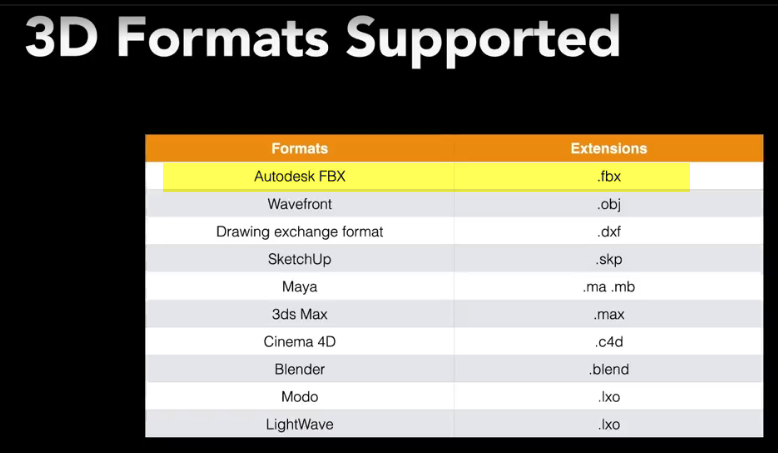 3D Formats Supported
Formats Extensions
Autodesk FBX .fbx
Wavefront .obj
Drawing exchange format .dxf
SketchUp .skp
Maya .ma .mb
3ds Max .max
Cinema 4D .c4d
Blender .blend
Modo .lxo
LightWave .lxo